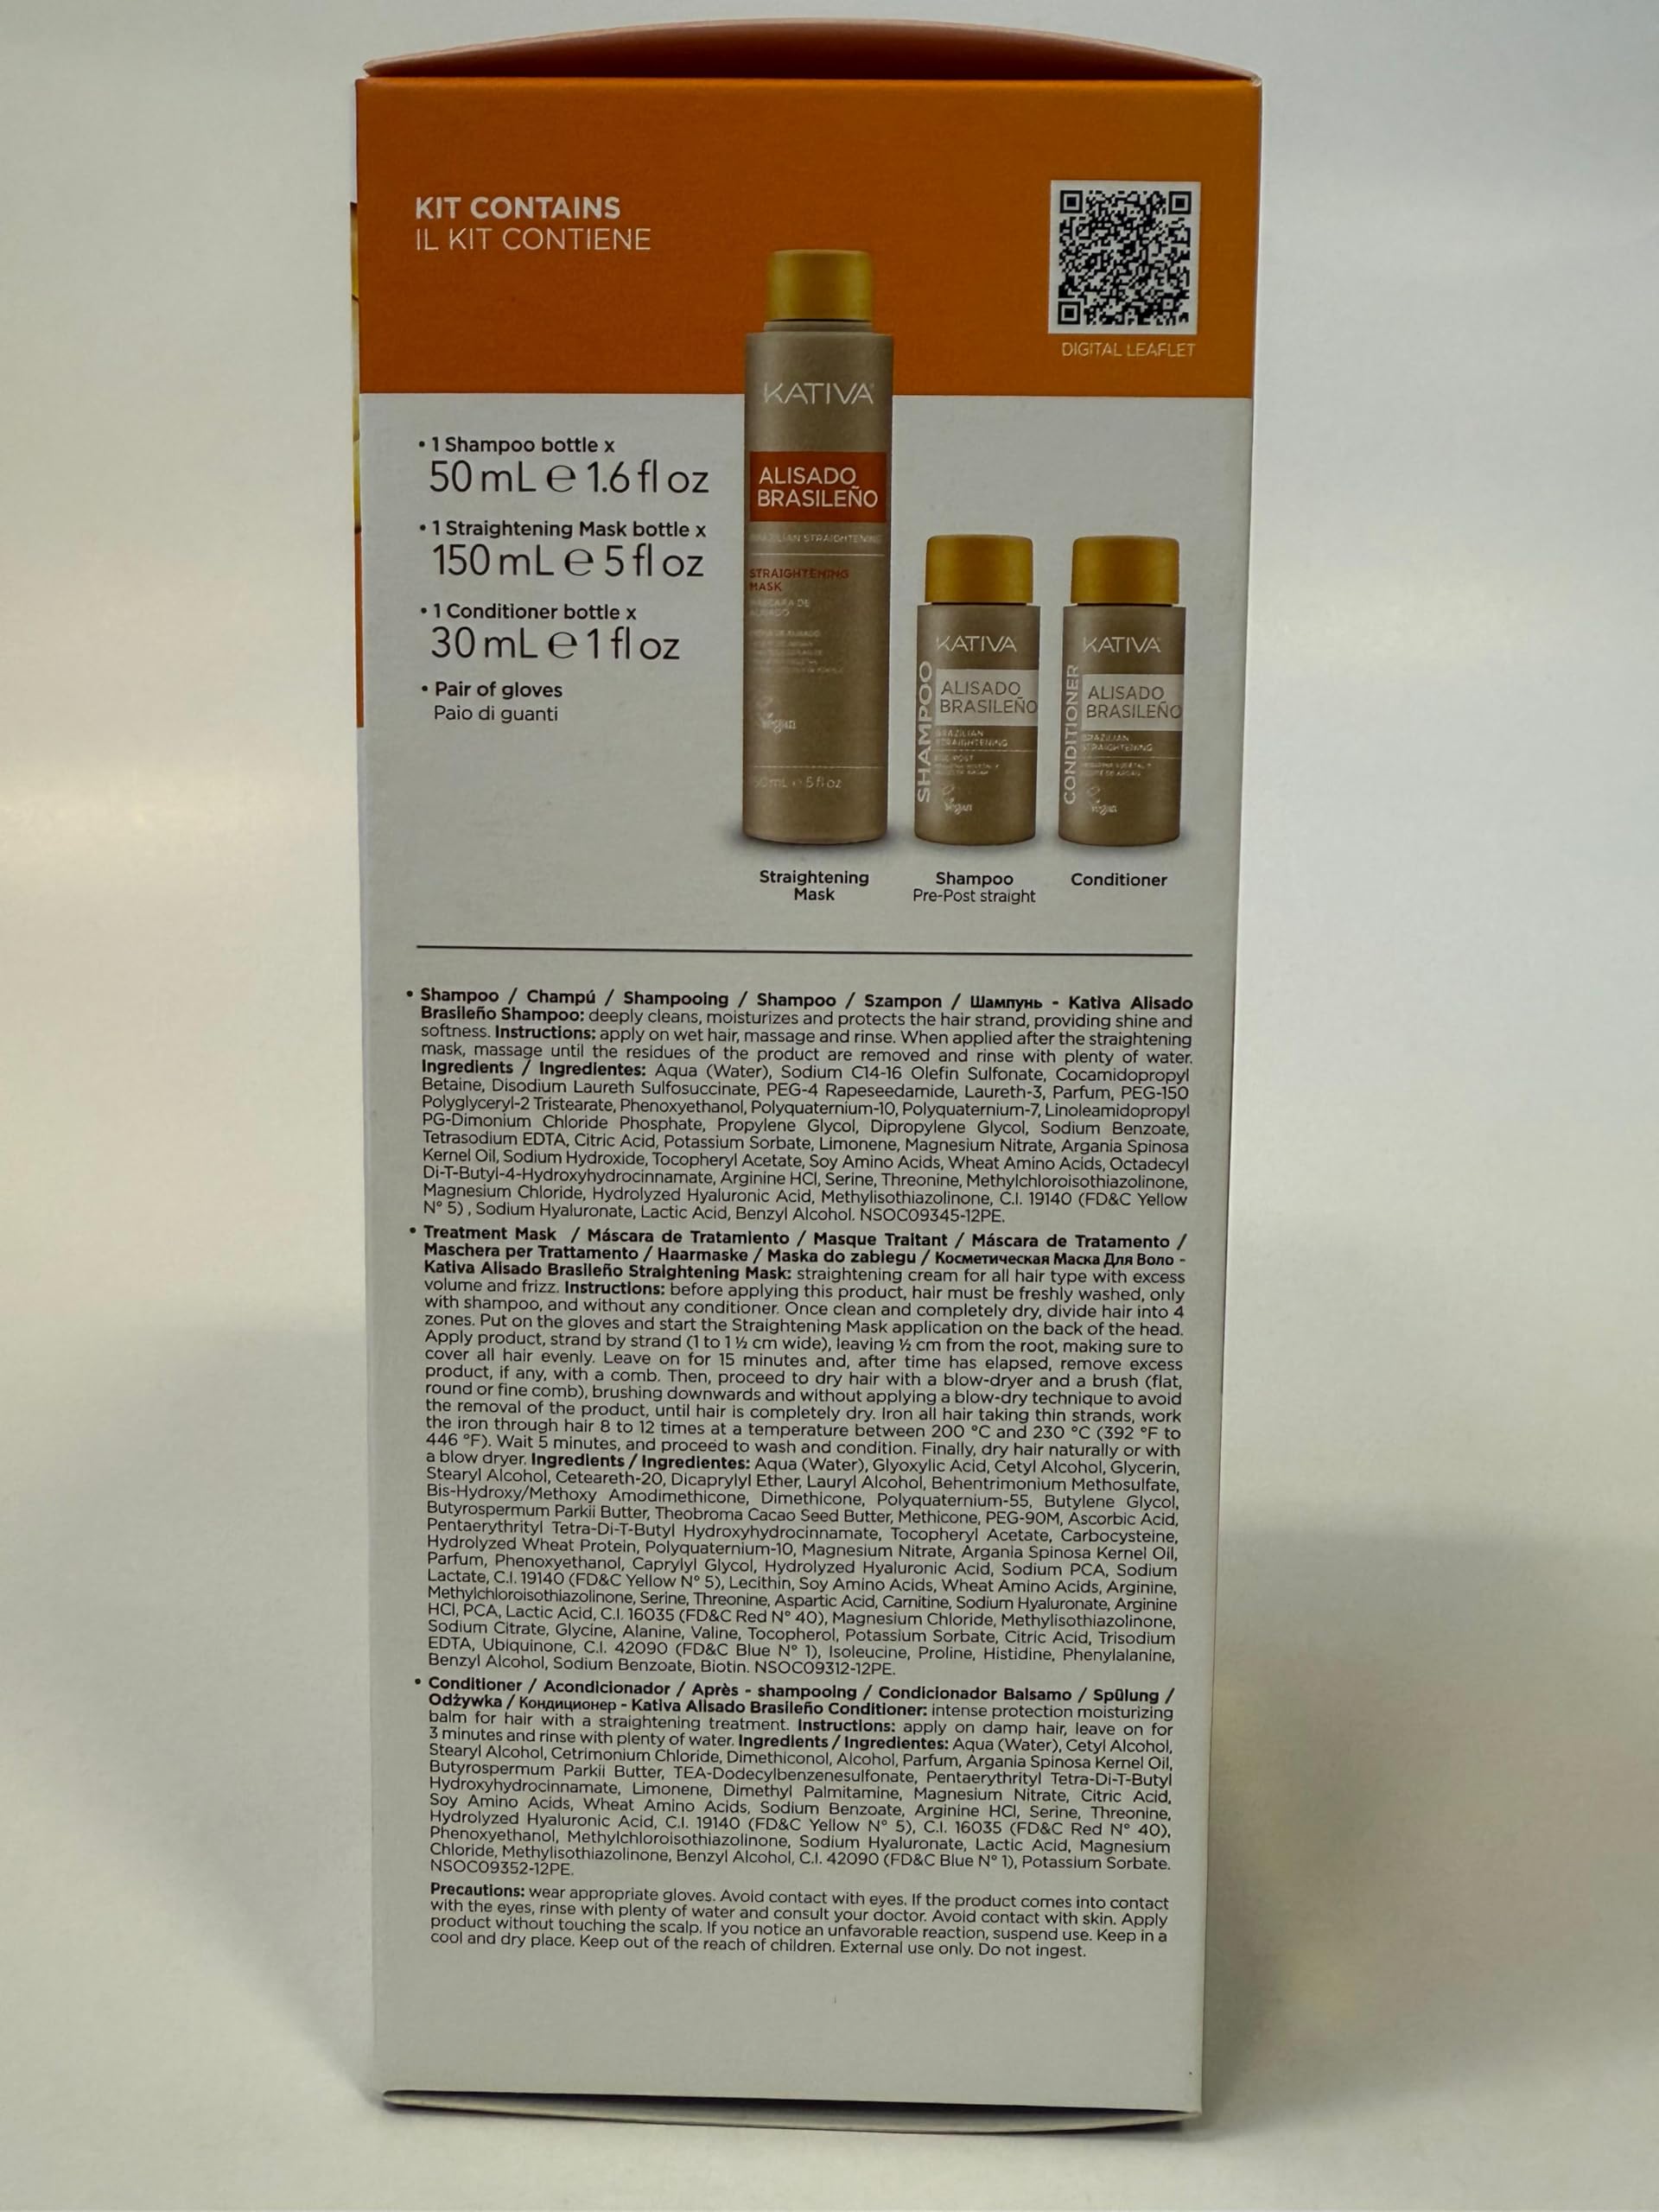 KIT CONTAINS
IL KIT CONTIENE
DIGITAL LEAFLET
• 1 Shampoo bottle x
50 mL ℮ 1.6 fl oz
• 1 Straightening Mask bottle x
150 mL ℮ 5 fl oz
• 1 Conditioner bottle x
30 mL ℮ 1 fl oz
• Pair of gloves
Paio di guanti
KATIVA
ALISADO
BRASILEÑO
BRAZILIAN STRAIGHTENING
STRAIGHTENING
MASK
MÁSCARA DE
ALISADO
vegan
150 mL ℮ 5 fl oz
KATIVA
SHAMPOO
ALISADO
BRASILEÑO
BRAZILIAN
STRAIGHTENING
vegan
KATIVA
CONDITIONER
ALISADO
BRASILEÑO
BRAZILIAN
STRAIGHTENING
vegan
Straightening
Mask
Shampoo
Pre-Post straight
Conditioner
• Shampoo / Champú / Shampooing / Shampoo / Szampon / Шампунь - Kativa Alisado
Brasileño Shampoo: deeply cleans, moisturizes and protects the hair strand, providing shine and
softness. Instructions: apply on wet hair, massage and rinse. When applied after the straightening
mask, massage until the residues of the product are removed and rinse with plenty of water.
Ingredients / Ingredientes: Aqua (Water), Sodium C14-16 Olefin Sulfonate, Cocamidopropyl
Betaine, Disodium Laureth Sulfosuccinate, PEG-4 Rapeseedamide, Laureth-3, Parfum, PEG-150
Polyglyceryl-2 Tristearate, Phenoxyethanol, Polyquaternium-10, Polyquaternium-7, Linoleamidopropyl
PG-Dimonium Chloride Phosphate, Propylene Glycol, Dipropylene Glycol, Sodium Benzoate,
Tetrasodium EDTA, Citric Acid, Potassium Sorbate, Limonene, Magnesium Nitrate, Argania Spinosa
Kernel Oil, Sodium Hydroxide, Tocopheryl Acetate, Soy Amino Acids, Wheat Amino Acids, Octadecyl
Di-T-Butyl-4-Hydroxyhydrocinnamate, Arginine HCl, Serine, Threonine, Methylchloroisothiazolinone,
Magnesium Chloride, Hydrolyzed Hyaluronic Acid, Methylisothiazolinone, C.I. 19140 (FD&C Yellow
N° 5) , Sodium Hyaluronate, Lactic Acid, Benzyl Alcohol. NSOC09345-12PE.
• Treatment Mask / Máscara de Tratamiento / Masque Traitant / Máscara de Tratamento /
Maschera per Trattamento / Haarmaske / Maska do zabiegu / Косметическая Маска Для Воло -
Kativa Alisado Brasileño Straightening Mask: straightening cream for all hair type with excess
volume and frizz. Instructions: before applying this product, hair must be freshly washed, only
with shampoo, and without any conditioner. Once clean and completely dry, divide hair into 4
zones. Put on the gloves and start the Straightening Mask application on the back of the head.
Apply product, strand by strand (1 to 1 ½ cm wide), leaving ½ cm from the root, making sure to
cover all hair evenly. Leave on for 15 minutes and, after time has elapsed, remove excess
product, if any, with a comb. Then, proceed to dry hair with a blow-dryer and a brush (flat,
round or fine comb), brushing downwards and without applying a blow-dry technique to avoid
the removal of the product, until hair is completely dry. Iron all hair taking thin strands, work
the iron through hair 8 to 12 times at a temperature between 200 °C and 230 °C (392 °F to
446 °F). Wait 5 minutes, and proceed to wash and condition. Finally, dry hair naturally or with
a blow dryer. Ingredients / Ingredientes: Aqua (Water), Glyoxylic Acid, Cetyl Alcohol, Glycerin,
Stearyl Alcohol, Ceteareth-20, Dicaprylyl Ether, Lauryl Alcohol, Behentrimonium Methosulfate,
Bis-Hydroxy/Methoxy Amodimethicone, Dimethicone, Polyquaternium-55, Butylene Glycol,
Butyrospermum Parkii Butter, Theobroma Cacao Seed Butter, Methicone, PEG-90M, Ascorbic Acid,
Pentaerythrityl Tetra-Di-T-Butyl Hydroxyhydrocinnamate, Tocopheryl Acetate, Carbocysteine,
Hydrolyzed Wheat Protein, Polyquaternium-10, Magnesium Nitrate, Argania Spinosa Kernel Oil,
Parfum, Phenoxyethanol, Caprylyl Glycol, Hydrolyzed Hyaluronic Acid, Sodium PCA, Sodium
Lactate, C.I. 19140 (FD&C Yellow N° 5), Lecithin, Soy Amino Acids, Wheat Amino Acids, Arginine,
Methylchloroisothiazolinone, Serine, Threonine, Aspartic Acid, Carnitine, Sodium Hyaluronate, Arginine
HCl, PCA, Lactic Acid, C.I. 16035 (FD&C Red N° 40), Magnesium Chloride, Methylisothiazolinone,
Sodium Citrate, Glycine, Alanine, Valine, Tocopherol, Potassium Sorbate, Citric Acid, Trisodium
EDTA, Ubiquinone, C.I. 42090 (FD&C Blue N° 1), Isoleucine, Proline, Histidine, Phenylalanine,
Benzyl Alcohol, Sodium Benzoate, Biotin. NSOC09312-12PE.
• Conditioner / Acondicionador / Après - shampooing / Condicionador Balsamo / Spülung /
Odżywka / Кондиционер - Kativa Alisado Brasileño Conditioner: intense protection moisturizing
balm for hair with a straightening treatment. Instructions: apply on damp hair, leave on for
3 minutes and rinse with plenty of water. Ingredients / Ingredientes: Aqua (Water), Cetyl Alcohol,
Stearyl Alcohol, Cetrimonium Chloride, Dimethiconol, Alcohol, Parfum, Argania Spinosa Kernel Oil,
Butyrospermum Parkii Butter, TEA-Dodecylbenzenesulfonate, Pentaerythrityl Tetra-Di-T-Butyl
Hydroxyhydrocinnamate, Limonene, Dimethyl Palmitamine, Magnesium Nitrate, Citric Acid,
Soy Amino Acids, Wheat Amino Acids, Sodium Benzoate, Arginine HCl, Serine, Threonine,
Hydrolyzed Hyaluronic Acid, C.I. 19140 (FD&C Yellow N° 5), C.I. 16035 (FD&C Red N° 40),
Phenoxyethanol, Methylchloroisothiazolinone, Sodium Hyaluronate, Lactic Acid, Magnesium
Chloride, Methylisothiazolinone, Benzyl Alcohol, C.I. 42090 (FD&C Blue N° 1), Potassium Sorbate.
NSOC09352-12PE.
Precautions: wear appropriate gloves. Avoid contact with eyes. If the product comes into contact
with the eyes, rinse with plenty of water and consult your doctor. Avoid contact with skin. Apply
product without touching the scalp. If you notice an unfavorable reaction, suspend use. Keep in a
cool and dry place. Keep out of the reach of children. External use only. Do not ingest.